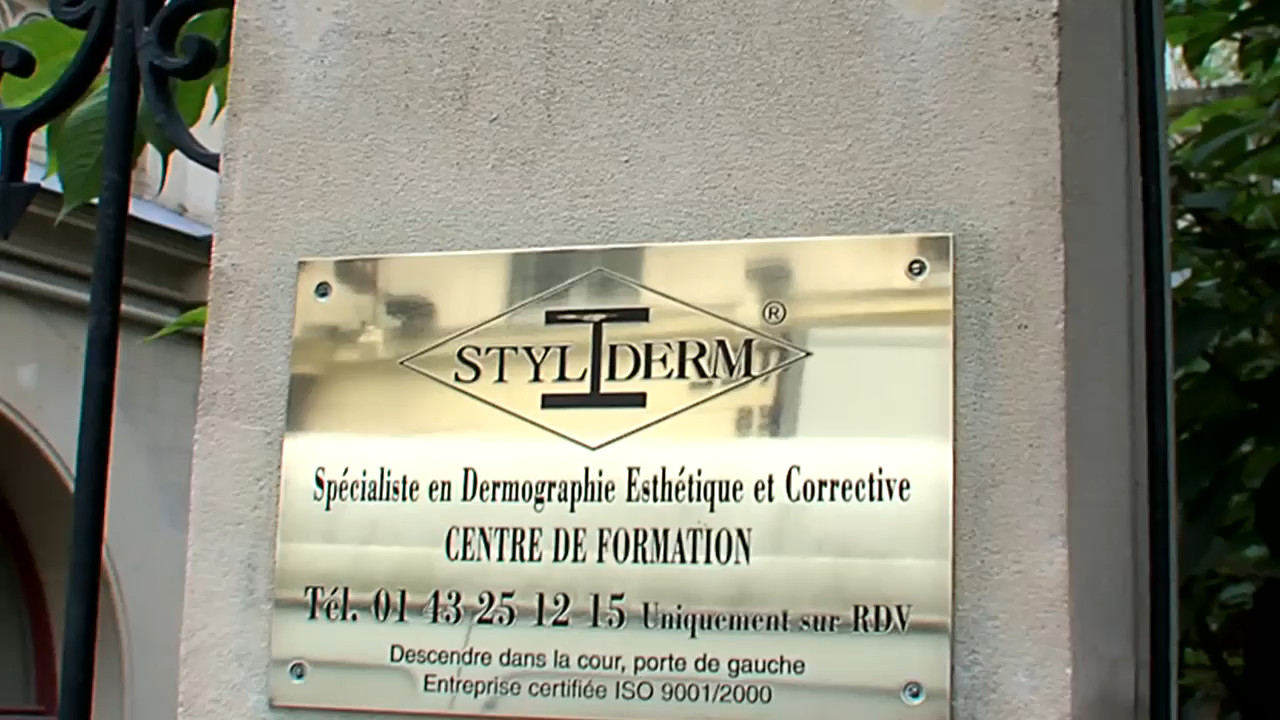 STYLIDERM ®
Spécialiste en Dermographie Esthétique et Corrective
CENTRE DE FORMATION
Tél. 01 43 25 12 15 Uniquement sur RDV
Descendre dans la cour, porte de gauche
Entreprise certifiée ISO 9001/2000